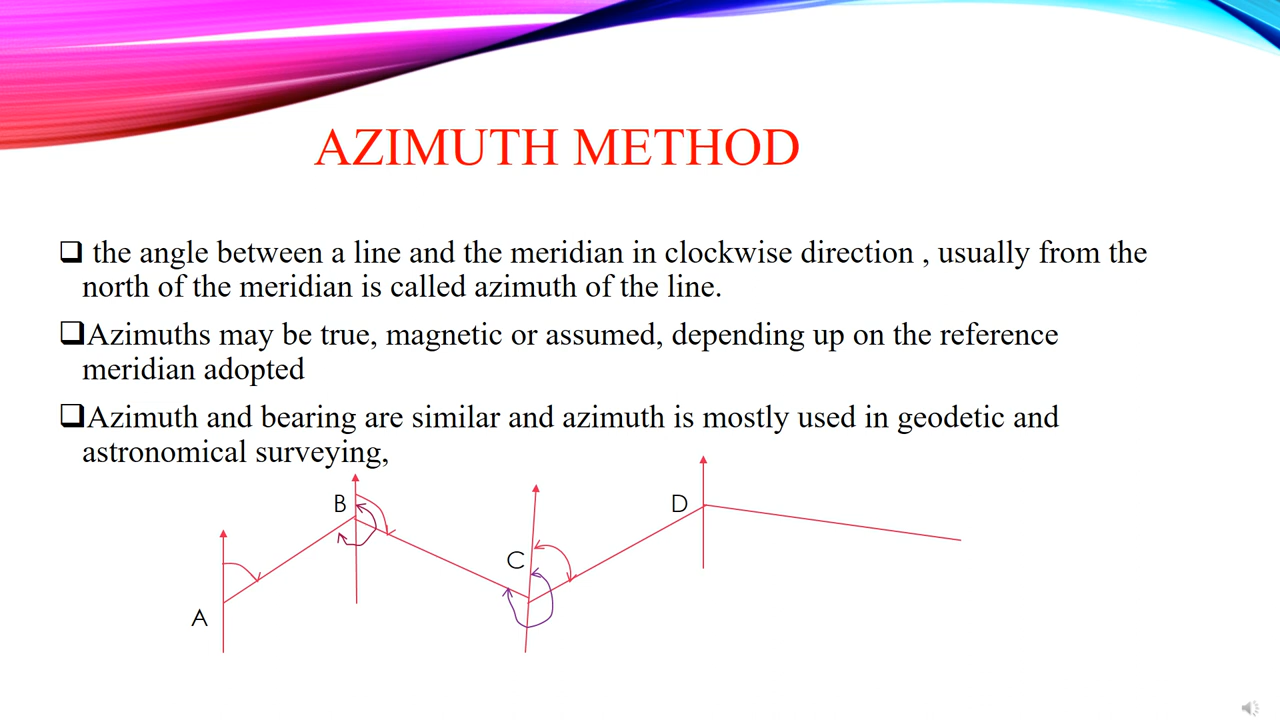 AZIMUTH METHOD
the angle between a line and the meridian in clockwise direction , usually from the
north of the meridian is called azimuth of the line.
Azimuths may be true, magnetic or assumed, depending up on the reference
meridian adopted
Azimuth and bearing are similar and azimuth is mostly used in geodetic and
astronomical surveying,
A
B
C
D